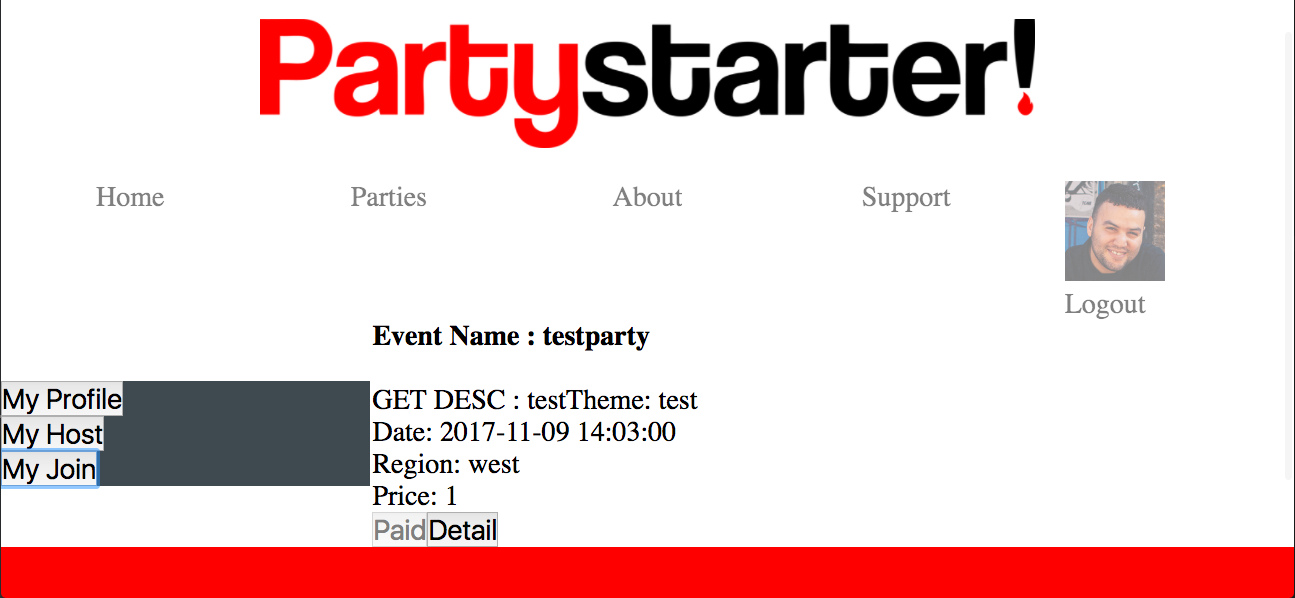 Partystarter!
Home Parties About Support
Logout
Event Name : testparty
My Profile
My Host
My Join
GET DESC : testTheme: test
Date: 2017-11-09 14:03:00
Region: west
Price: 1
Paid Detail